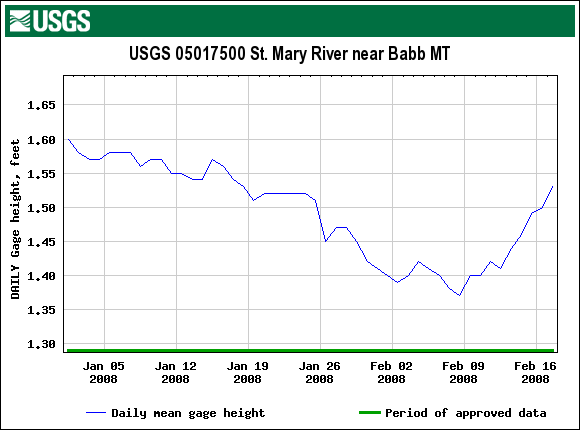 USGS
USGS 05017500 St. Mary River near Babb MT
DAILY Gage height, feet
1.65
1.60
1.55
1.50
1.45
1.40
1.35
1.30
Jan 05 Jan 12 Jan 19 Jan 26 Feb 02 Feb 09 Feb 16
2008 2008 2008 2008 2008 2008 2008
Daily mean gage height Period of approved data